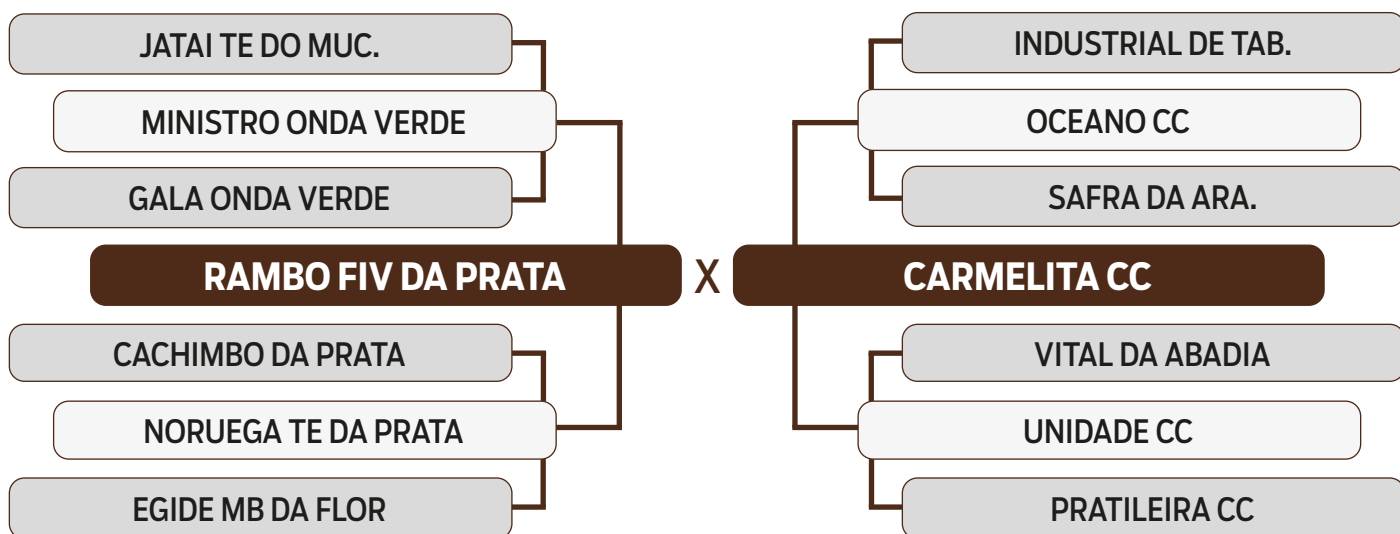 JATAI TE DO MUC.
MINISTRO ONDA VERDE
GALA ONDA VERDE
RAMBO FIV DA PRATA
CACHIMBO DA PRATA
NORUEGA TE DA PRATA
EGIDE MB DA FLOR
X
INDUSTRIAL DE TAB.
OCEANO CC
SAFRA DA ARA.
CARMELITA CC
VITAL DA ABADIA
UNIDADE CC
PRATILEIRA CC